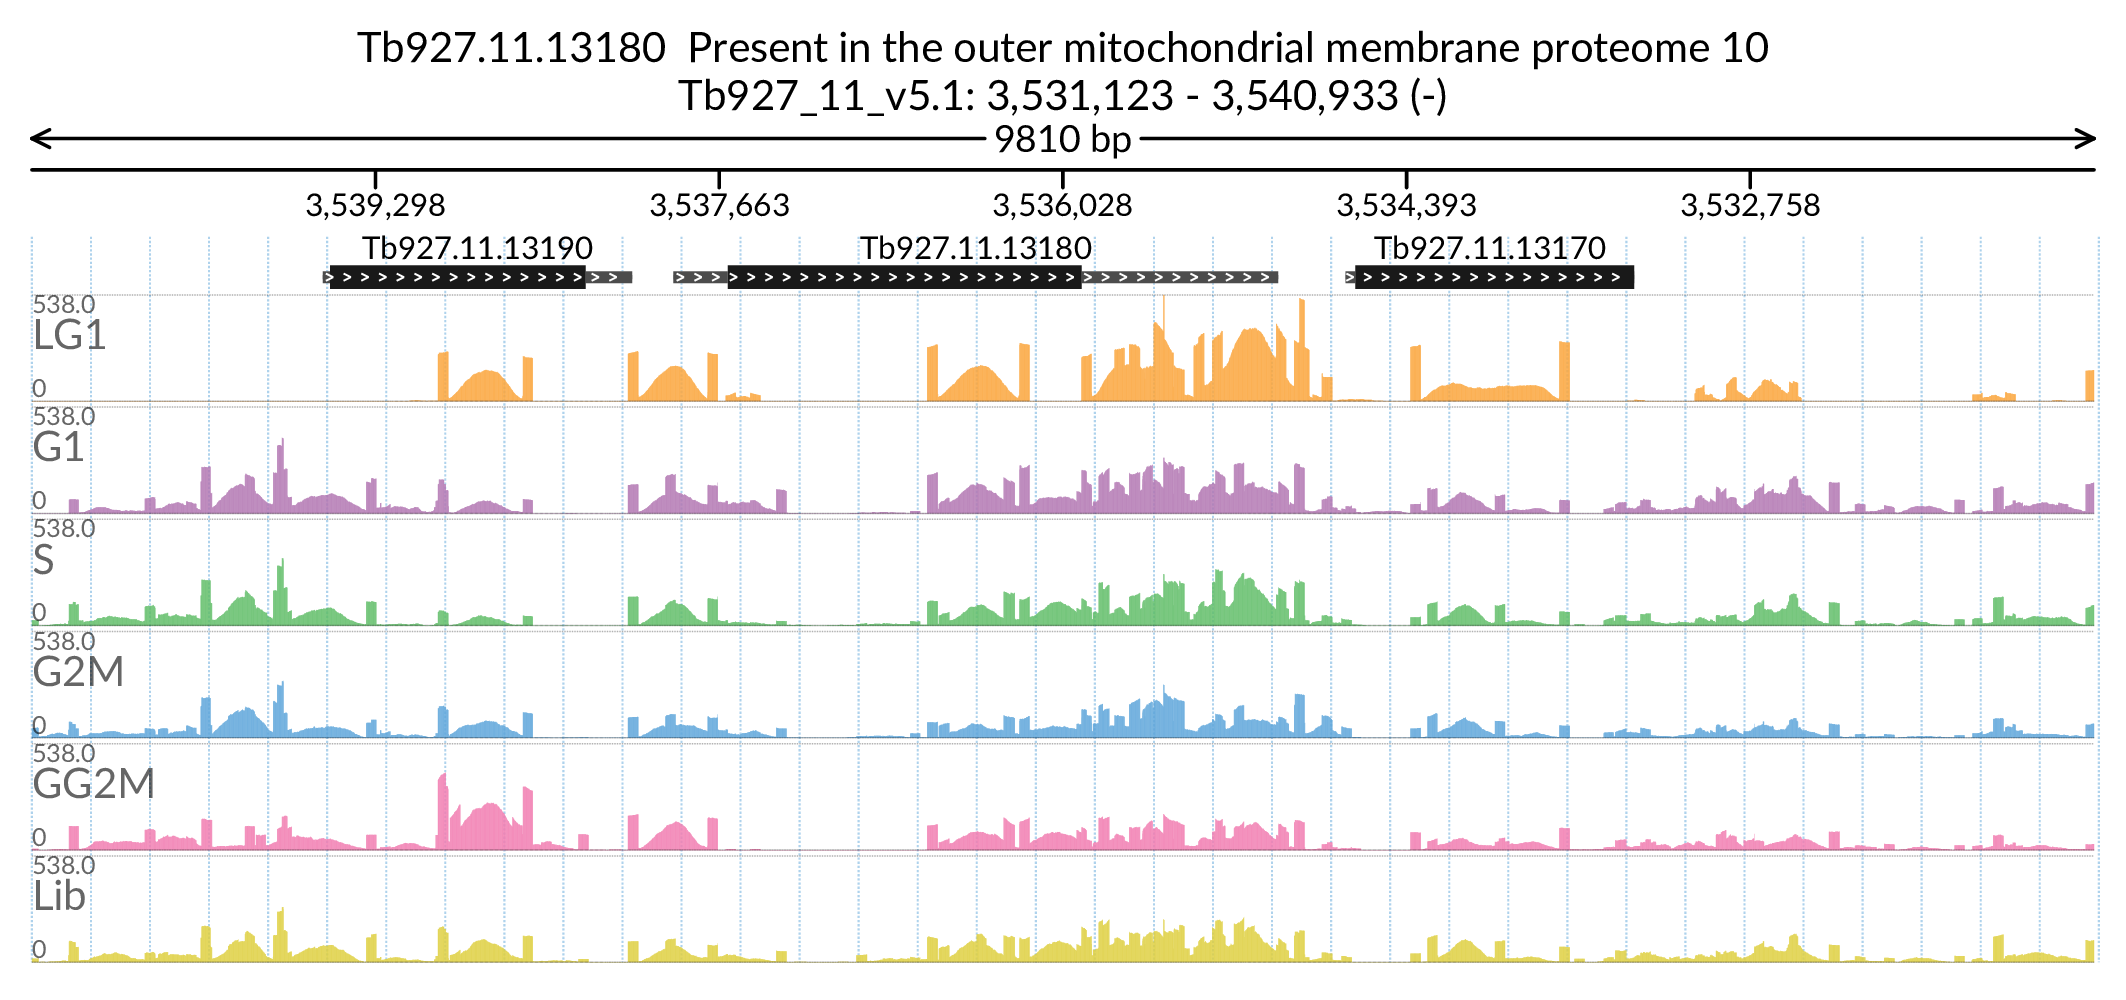 Tb927.11.13180 Present in the outer mitochondrial membrane proteome 10
Tb927_11_v5.1: 3,531,123 - 3,540,933 (-)
9810 bp
3,539,298 3,537,663 3,536,028 3,534,393 3,532,758
Tb927.11.13190 Tb927.11.13180 Tb927.11.13170
538.0
LG1
0
538.0
G1
0
538.0
S
0
538.0
G2M
0
538.0
GG2M
0
538.0
Lib
0